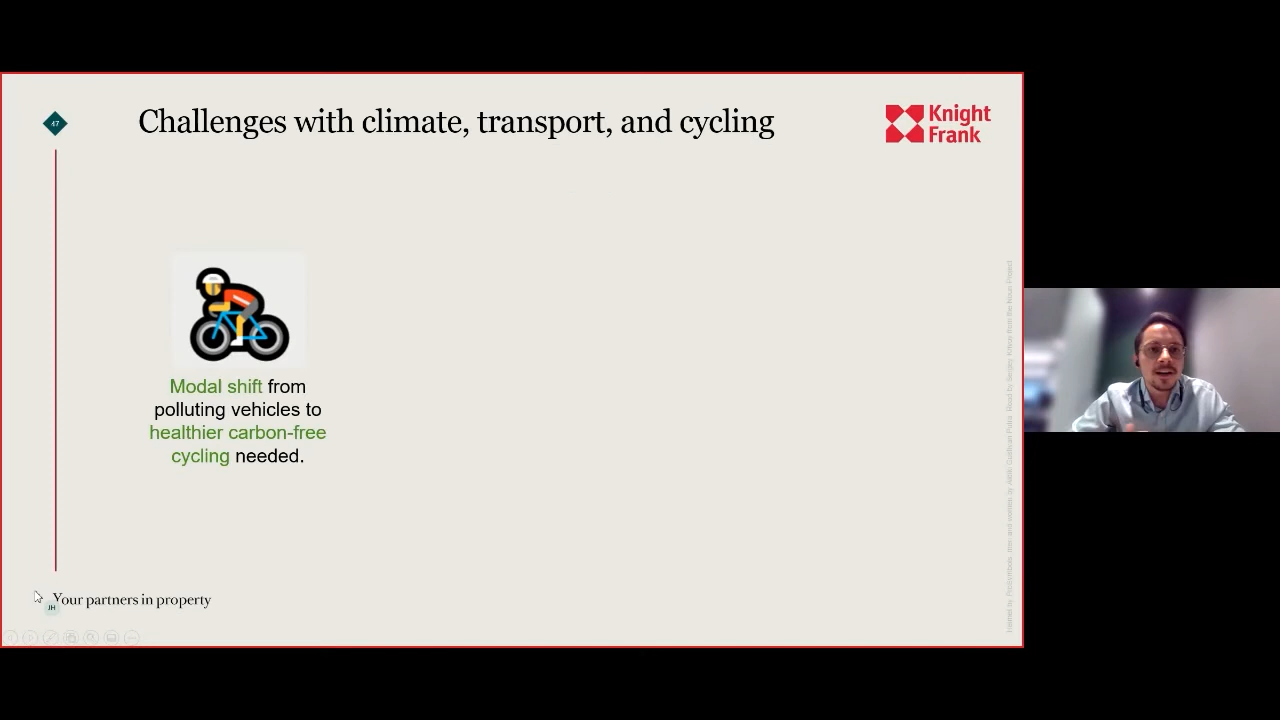 47
Challenges with climate, transport, and cycling
Knight
Frank
Modal shift from
polluting vehicles to
healthier carbon-free
cycling needed.
Your partners in property
JH